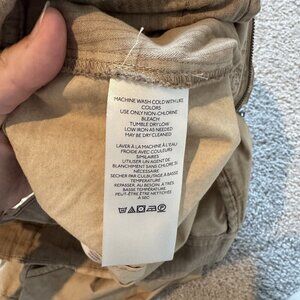 MACHINE WASH COLD WITH LIKE
COLORS
USE ONLY NON-CHLORINE
BLEACH
TUMBLE DRY LOW
LOW IRON AS NEEDED
MAY BE DRY CLEANED
LAVER A LA MACHINE À L'EAU
FROIDE AVEC COULEURS
SIMILAIRES
UTILISER UN AGENT DE
BLANCHIMENT SANS CHLORE SI
NÉCESSAIRE
SÉCHER PAR CULBUTAGE À BASSE
TEMPÉRATURE
REPASSER, AU BESOIN, À TRÈS
BASSE TEMPÉRATURE
PEUT-ÊTRE ÊTRE NETTOYÉS
À SEC